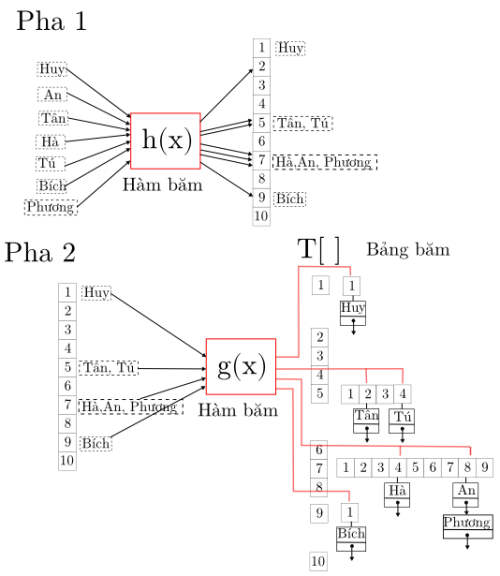 Pha 1
Huy
An
Tân
Hà
Tú
Bích
Phương
h(x)
Hàm băm
1 Huy
2
3
4
5 Tân, Tú
6
7 Hà,An, Phương
8
9 Bích
10
Pha 2
1 Huy
2
3
4
5 Tân, Tú
6
7 Hà,An, Phương
8
9 Bích
10
g(x)
Hàm băm
T[ ] Bảng băm
1 1
Huy
2
3
4
5 1 2 3 4
Tân Tú
6
7 1 2 3 4 5 6 7 8 9
8 Hà An
Phương
9 1
Bích
10